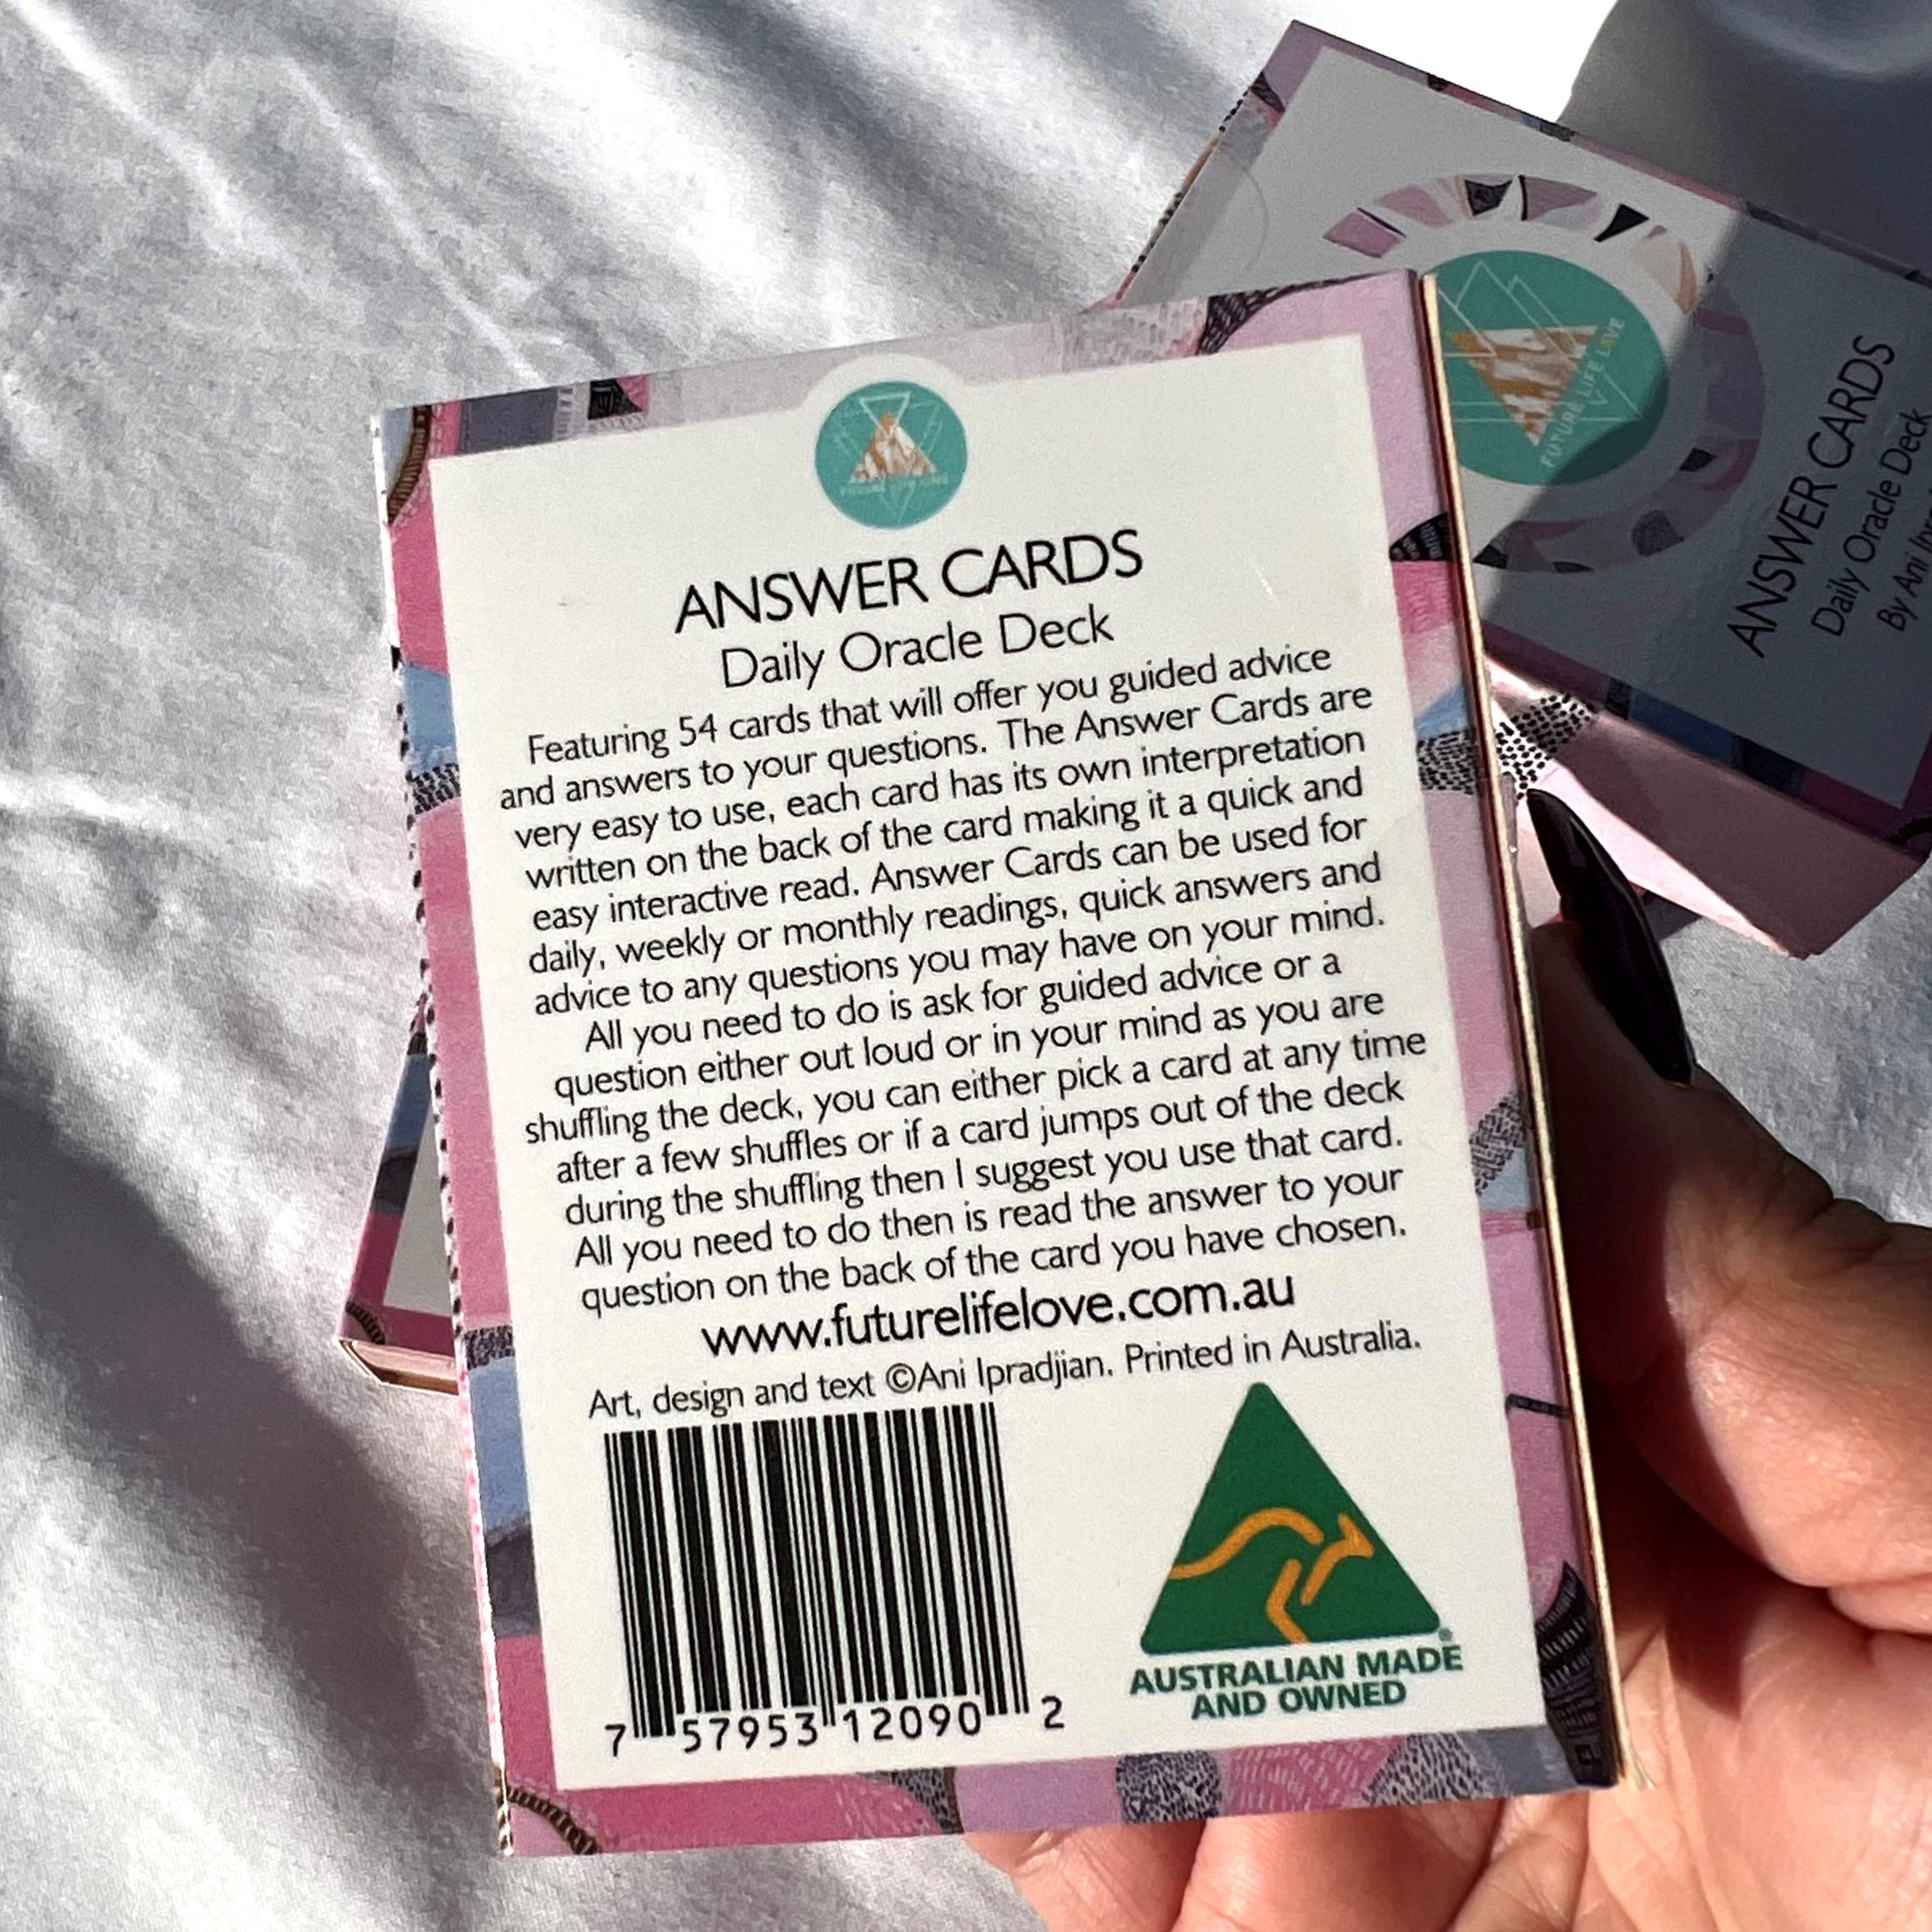 ANSWER CARDS
Daily Oracle Deck
Featuring 54 cards that will offer you guided advice
and answers to your questions. The Answer Cards are
very easy to use, each card has its own interpretation
written on the back of the card making it a quick and
easy interactive read. Answer Cards can be used for
daily, weekly or monthly readings, quick answers and
advice to any questions you may have on your mind.
All you need to do is ask for guided advice or a
question either out loud or in your mind as you are
shuffling the deck, you can either pick a card at any time
after a few shuffles or if a card jumps out of the deck
during the shuffling then I suggest you use that card.
All you need to do then is read the answer to your
question on the back of the card you have chosen.
www.futurelifelove.com.au
Art, design and text ©Ani Ipradjian. Printed in Australia.
7 57953 12090 2
AUSTRALIAN MADE
AND OWNED
FUTURE LIFE LOVE
ANSWER CARDS
Daily Oracle Deck
By Ani